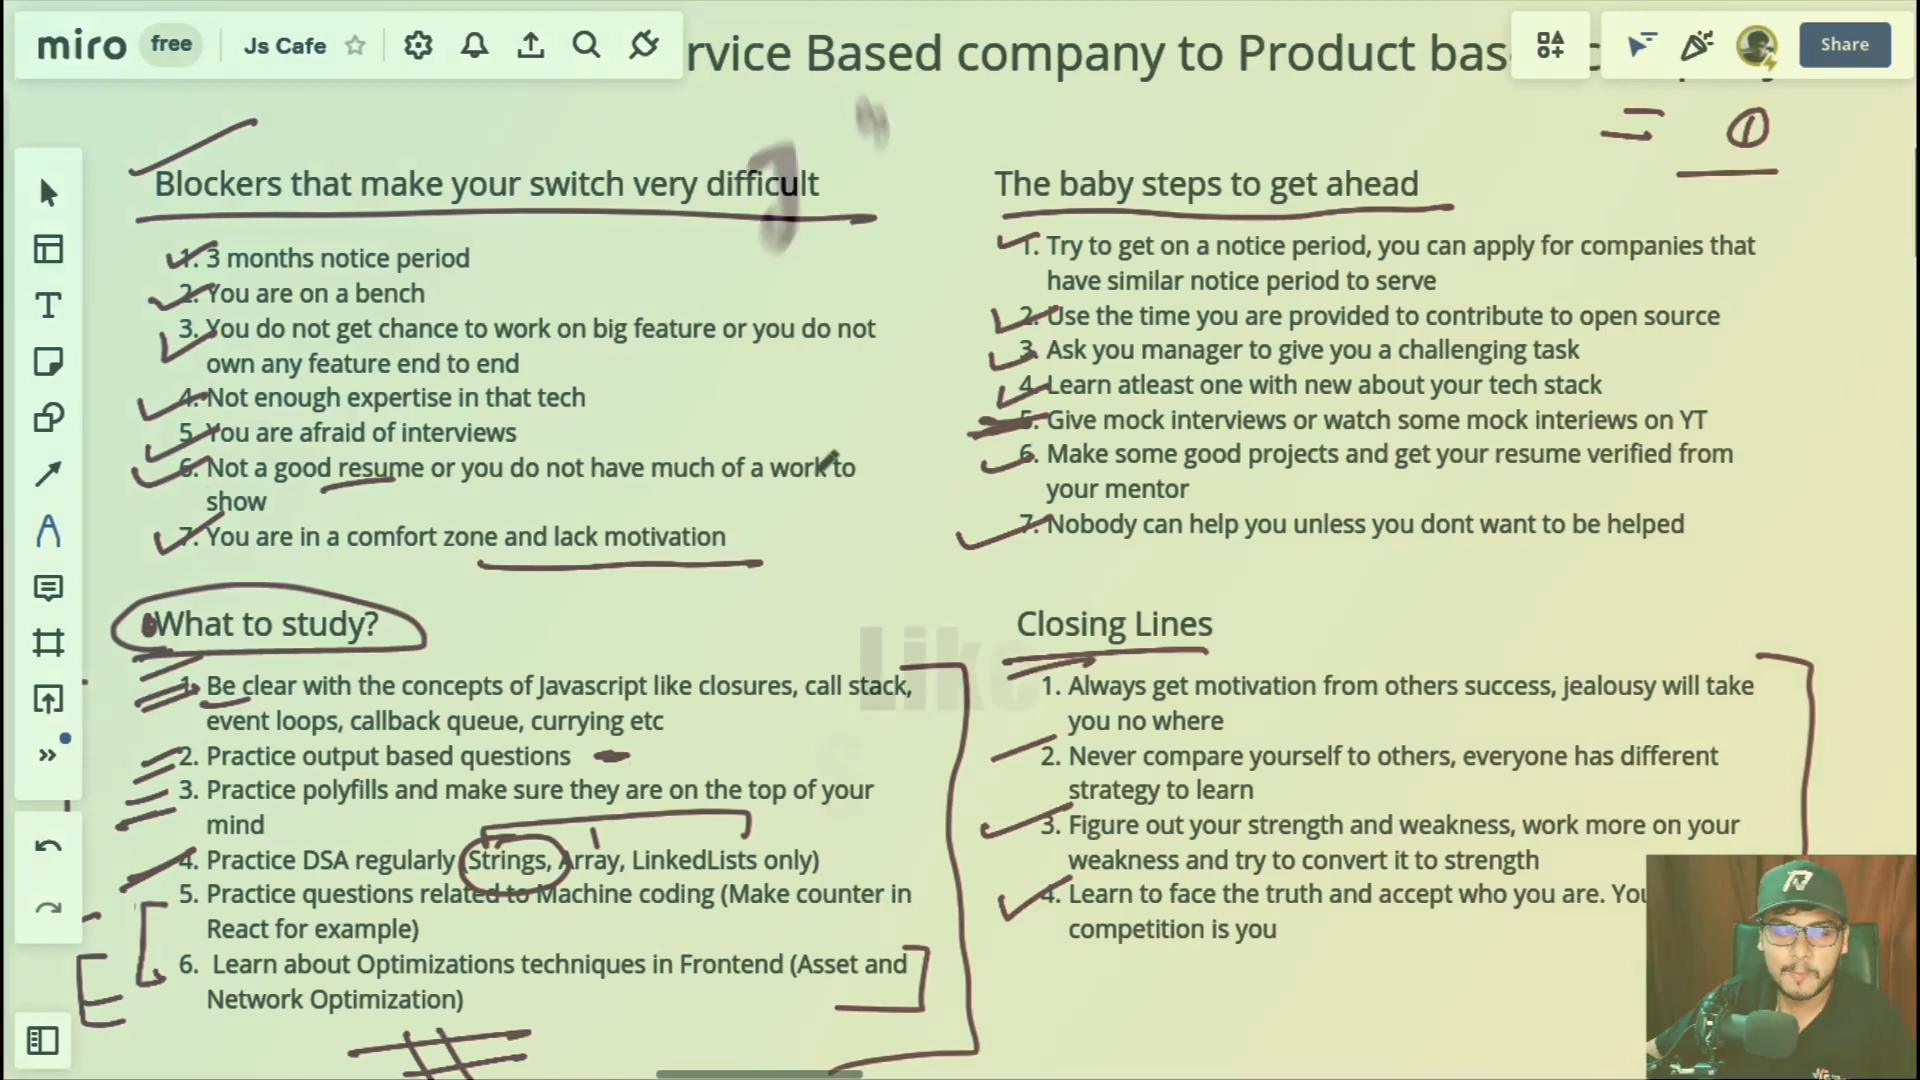 miro free Js Cafe
rvice Based company to Product bas
Share
Blockers that make your switch very difficult
1. 3 months notice period
2. You are on a bench
3. You do not get chance to work on big feature or you do not
own any feature end to end
4. Not enough expertise in that tech
5. You are afraid of interviews
6. Not a good resume or you do not have much of a work to
show
7. You are in a comfort zone and lack motivation
The baby steps to get ahead
1. Try to get on a notice period, you can apply for companies that
have similar notice period to serve
2. Use the time you are provided to contribute to open source
3. Ask you manager to give you a challenging task
4. Learn atleast one with new about your tech stack
5. Give mock interviews or watch some mock interiews on YT
6. Make some good projects and get your resume verified from
your mentor
7. Nobody can help you unless you dont want to be helped
What to study?
1. Be clear with the concepts of Javascript like closures, call stack,
event loops, callback queue, currying etc
2. Practice output based questions
3. Practice polyfills and make sure they are on the top of your
mind
4. Practice DSA regularly (Strings, Array, LinkedLists only)
5. Practice questions related to Machine coding (Make counter in
React for example)
6. Learn about Optimizations techniques in Frontend (Asset and
Network Optimization)
Closing Lines
1. Always get motivation from others success, jealousy will take
you no where
2. Never compare yourself to others, everyone has different
strategy to learn
3. Figure out your strength and weakness, work more on your
weakness and try to convert it to strength
4. Learn to face the truth and accept who you are. You
competition is you
Like